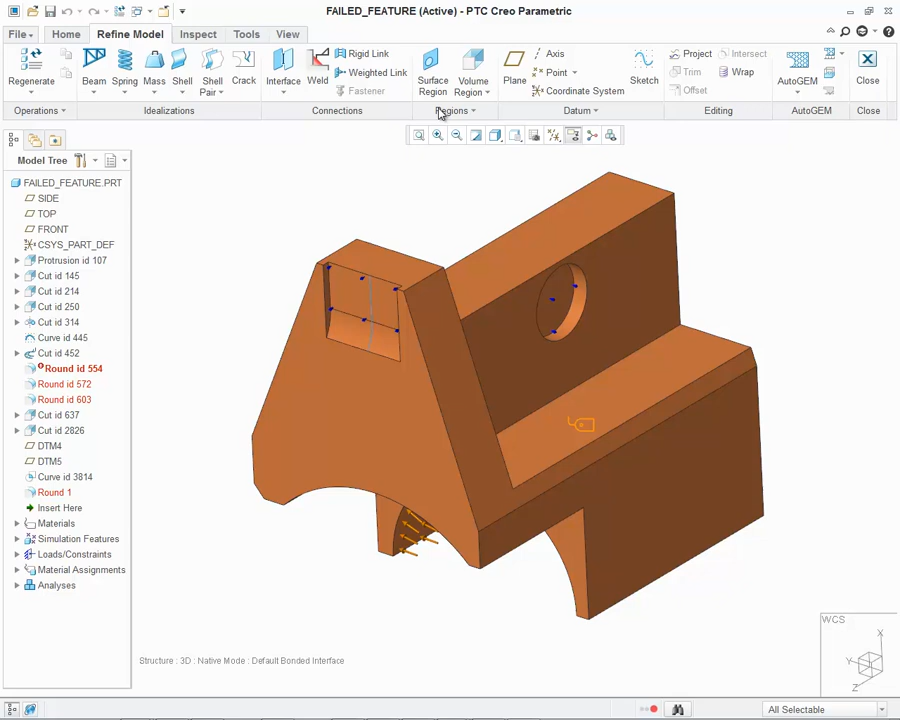 FAILED_FEATURE (Active) - PTC Creo Parametric
File Home Refine Model Inspect Tools View
Regenerate Beam Spring Mass Shell Shell Pair Crack Interface Weld Rigid Link Weighted Link Fastener Surface Region Volume Region Plane Axis Point Coordinate System Sketch Project Intersect Trim Wrap Offset AutoGEM Close
Operations Idealizations Connections Regions Datum Editing AutoGEM Close
Model Tree
FAILED_FEATURE.PRT
SIDE
TOP
FRONT
CSYS_PART_DEF
Protrusion id 107
Cut id 145
Cut id 214
Cut id 250
Cut id 314
Curve id 445
Cut id 452
Round id 554
Round id 572
Round id 603
Cut id 637
Cut id 2826
DTM4
DTM5
Curve id 3814
Round 1
Insert Here
Materials
Simulation Features
Loads/Constraints
Material Assignments
Analyses
WCS
X
Y
Z
Structure : 3D : Native Mode : Default Bonded Interface
All Selectable